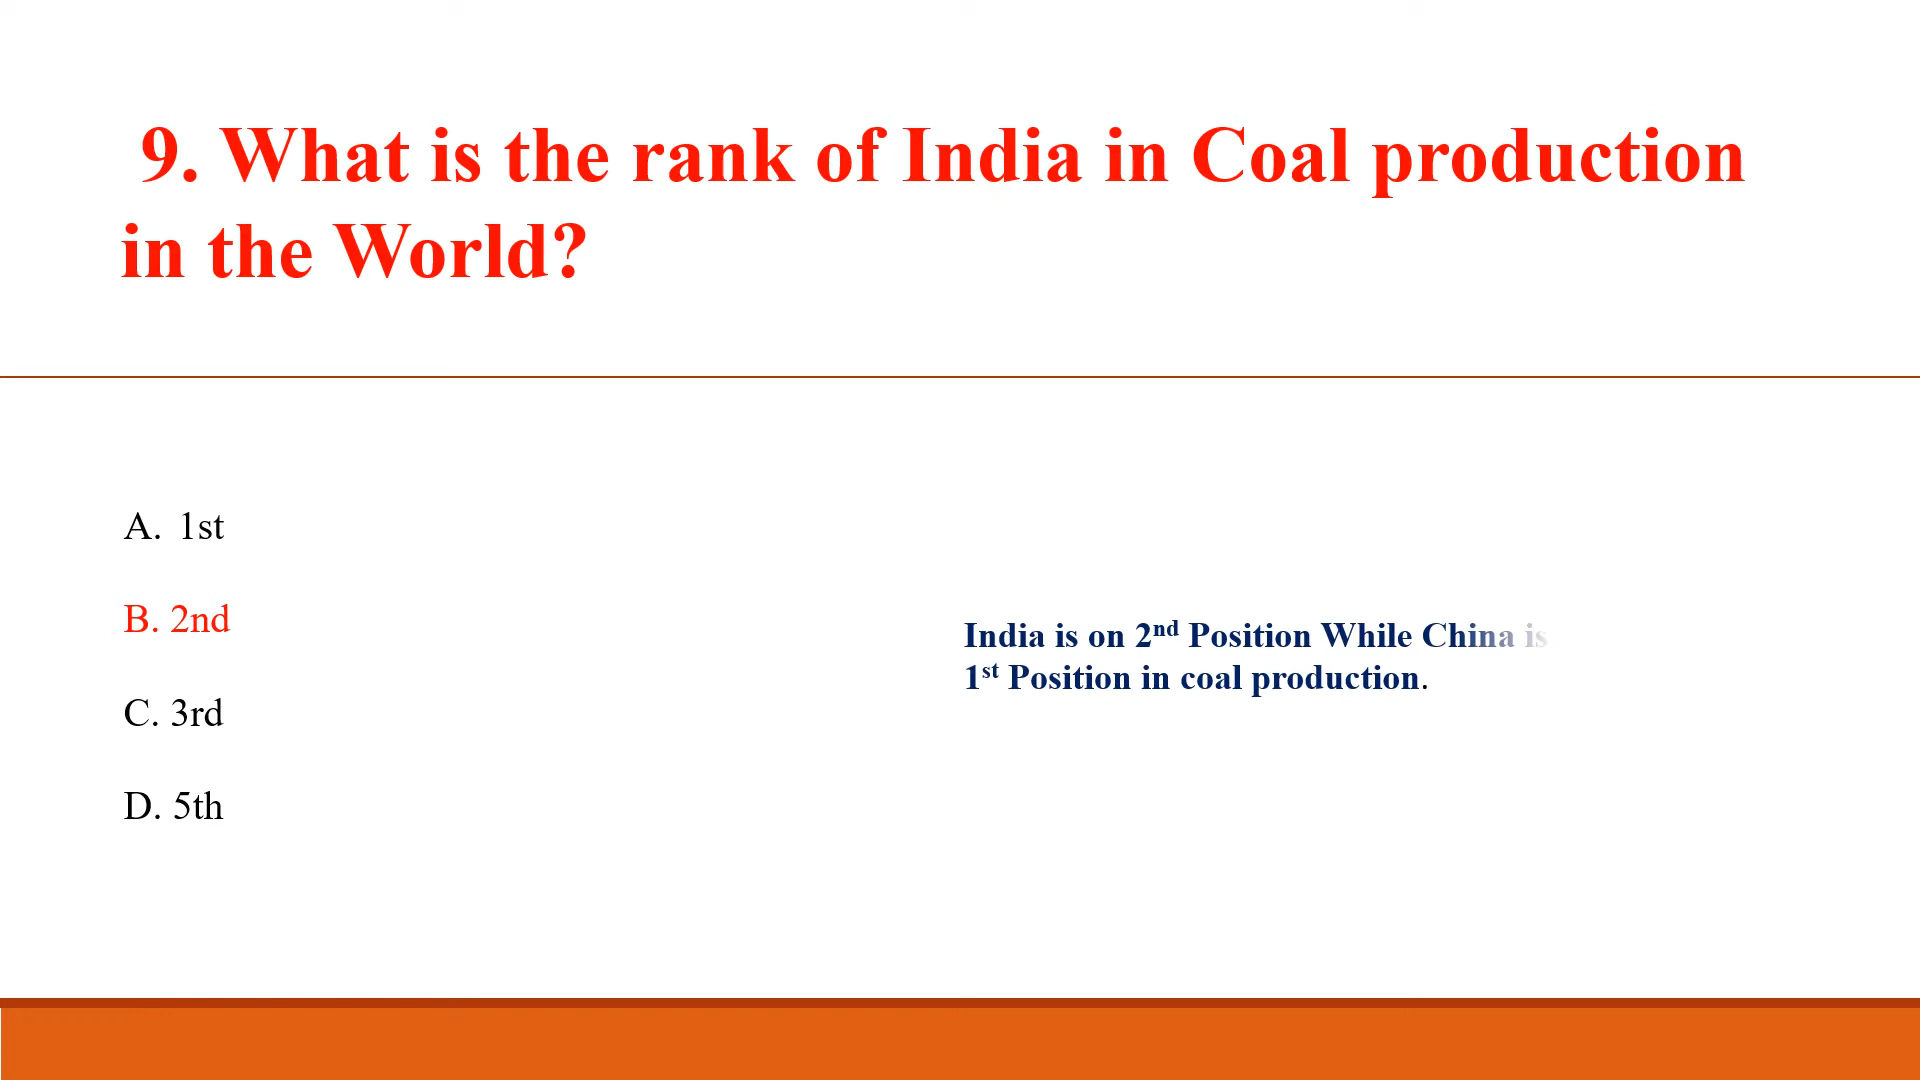 9. What is the rank of India in Coal production
in the World?
A. 1st
B. 2nd
C. 3rd
D. 5th
India is on 2nd Position While China is
1st Position in coal production.